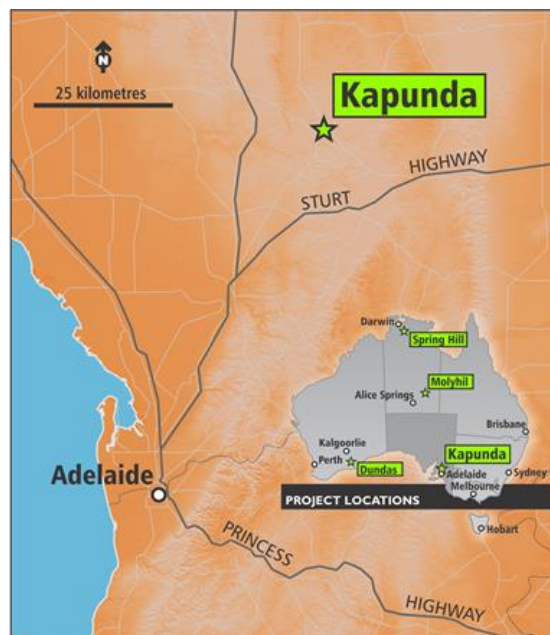 N
25 kilometres
Kapunda
HIGHWAY
STURT
Darwin
Spring Hill
Molyhil
Alice Springs
Brisbane
Kalgoorlie
Kapunda
Perth
Dundas
Adelaide
Sydney
Melbourne
Adelaide
PROJECT LOCATIONS
Hobart
PRINCESS
HIGHWAY